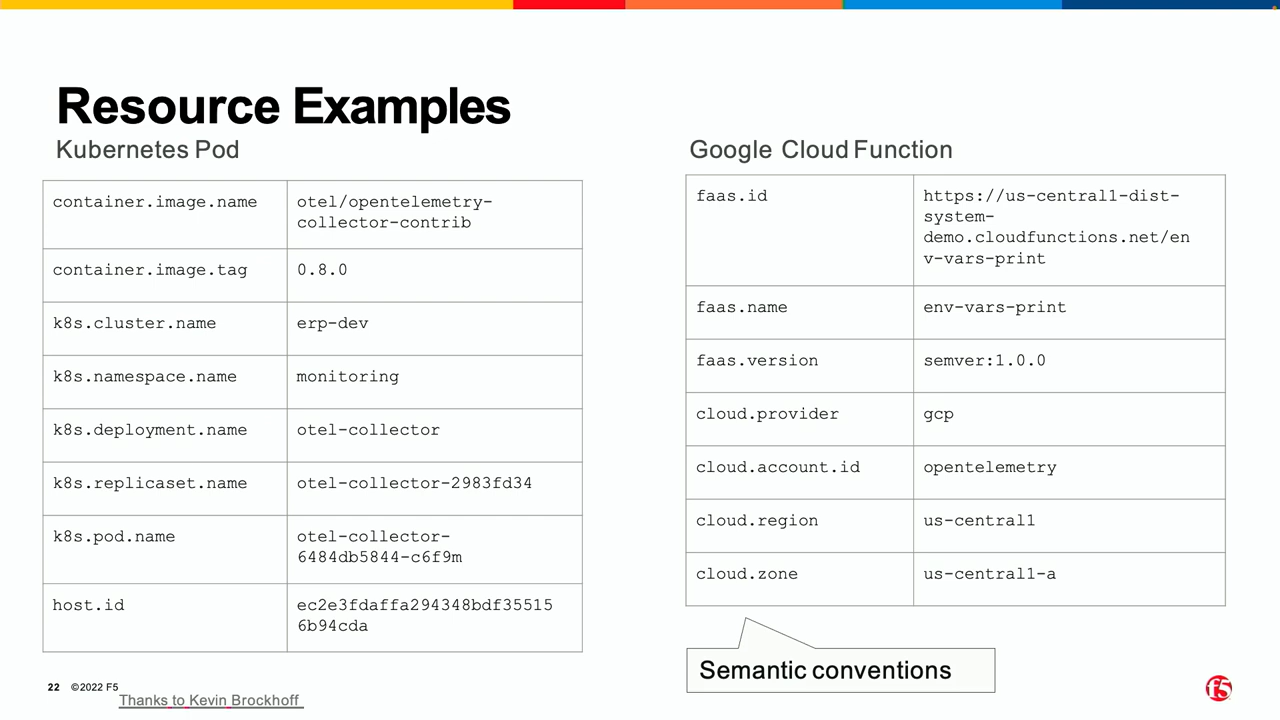 Resource Examples
Kubernetes Pod
container.image.name
otel/opentelemetry-
collector-contrib
container.image.tag
0.8.0
k8s.cluster.name
erp-dev
k8s.namespace.name
monitoring
k8s.deployment.name
otel-collector
k8s.replicaset.name
otel-collector-2983fd34
k8s.pod.name
otel-collector-
6484db5844-c6f9m
host.id
ec2e3fdaffa294348bdf35515
6b94cda
Google Cloud Function
faas.id
https://us-central1-dist-
system-
demo.cloudfunctions.net/en
v-vars-print
faas.name
env-vars-print
faas.version
semver:1.0.0
cloud.provider
gcp
cloud.account.id
opentelemetry
cloud.region
us-central1
cloud.zone
us-central1-a
Semantic conventions
22 ©2022 F5
Thanks to Kevin Brockhoff
f5